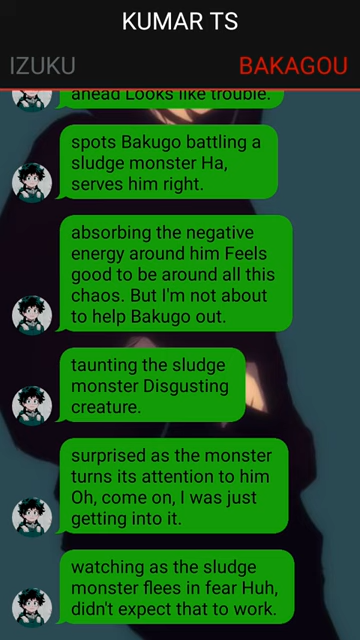 KUMAR TS
IZUKU
BAKAGOU
ahead Looks like trouble.
spots Bakugo battling a
sludge monster Ha,
serves him right.
absorbing the negative
energy around him Feels
good to be around all this
chaos. But I'm not about
to help Bakugo out.
taunting the sludge
monster Disgusting
creature.
surprised as the monster
turns its attention to him
Oh, come on, I was just
getting into it.
watching as the sludge
monster flees in fear Huh,
didn't expect that to work.